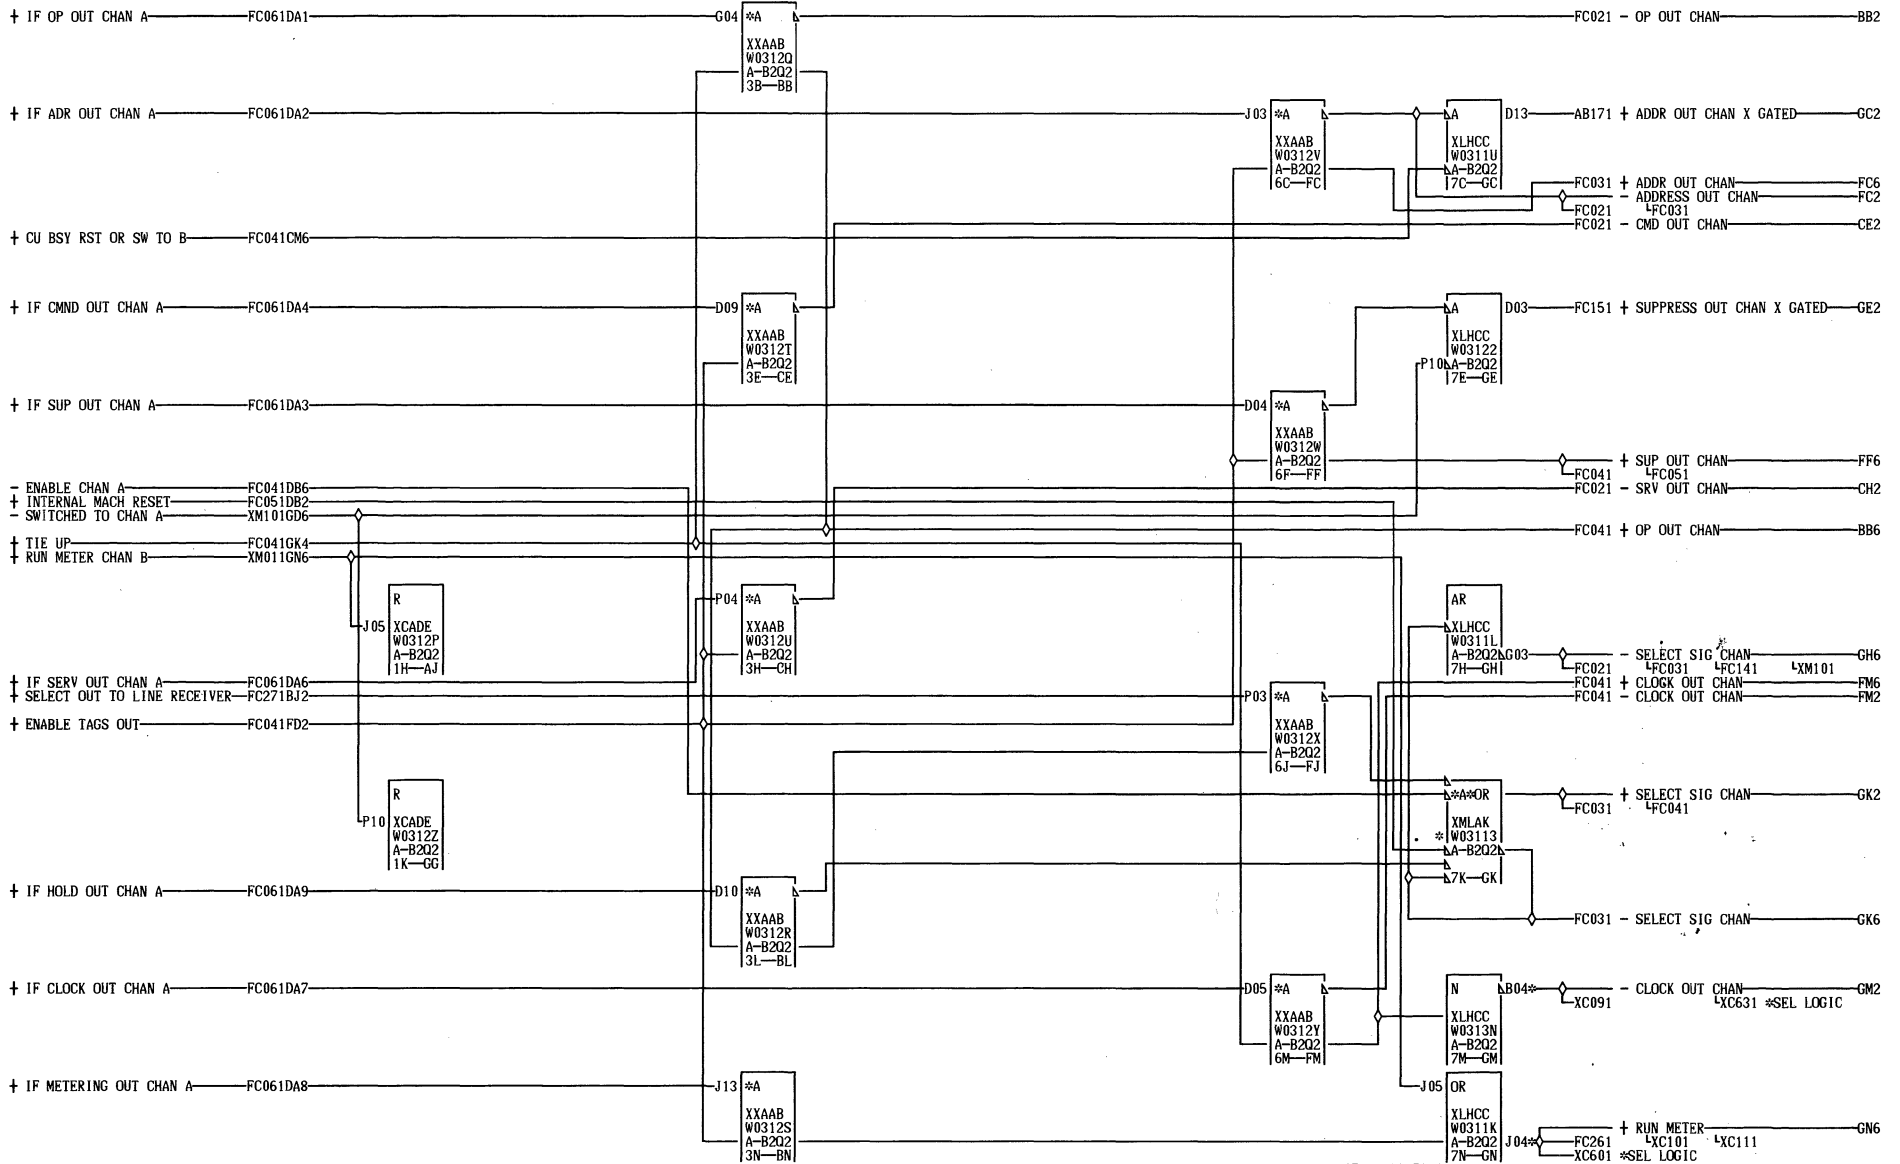 + IF OP OUT CHAN A FC061DA1 G04 *A FC021 - OP OUT CHAN BB2
XXAAB
W0312Q
A-B2Q2
3B BB
+ IF ADR OUT CHAN A FC061DA2 J03 *A A D13 AB171 + ADDR OUT CHAN X GATED GC2
XXAAB XLHCC
W0312V W0311U
A-B2Q2 A-B2Q2
6C FC 7C GC
FC031 + ADDR OUT CHAN FC6
- ADDRESS OUT CHAN FC2
FC021 FC031
FC021 - CMD OUT CHAN CE2
+ CU BSY RST OR SW TO B FC041CM6
+ IF CMND OUT CHAN A FC061DA4 D09 *A A D03 FC151 + SUPPRESS OUT CHAN X GATED GE2
XXAAB XLHCC
W0312T W03122
A-B2Q2 P10 A-B2Q2
3E CE 7E GE
+ IF SUP OUT CHAN A FC061DA3 D04 *A
XXAAB
W0312W
A-B2Q2 + SUP OUT CHAN FF6
6F FF FC041 FC051
- ENABLE CHAN A FC041DB6 FC021 - SRV OUT CHAN CH2
+ INTERNAL MACH RESET FC051DB2
- SWITCHED TO CHAN A XM101GD6
FC041 + OP OUT CHAN BB6
+ TIE UP FC041GK4
+ RUN METER CHAN B XM011GN6
R P04 *A AR
J05 XCADE XXAAB XLHCC
W0312P W0312U W0311L
A-B2Q2 A-B2Q2 A-B2Q2 G03 - SELECT SIG CHAN GH6
1H AJ 3H CH 7H GH FC021 FC031 FC141 XM101
+ IF SERV OUT CHAN A FC061DA6 FC041 + CLOGK OUT CHAN FM6
+ SELECT OUT TO LINE RECEIVER FC271BJ2 P03 *A FC041 - CLOCK OUT CHAN FM2
+ ENABLE TAGS OUT FC041FD2 XXAAB
W0312X
A-B2Q2
6J FJ
R *A*OR + SELECT SIG CHAN GK2
FC031 FC041
P10 XCADE XMLAK
W0312Z * W03113
A-B2Q2 A-B2Q2
1K GG 7K GK
+ IF HOLD OUT CHAN A FC061DA9 D10 *A
XXAAB FC031 - SELECT SIG CHAN GK6
W0312R
A-B2Q2
3L BL
+ IF CLOCK OUT CHAN A FC061DA7 D05 *A N B04* - CLOCK OUT CHAN GM2
XC091 XC631 *SEL LOGIC
XXAAB XLHCC
W0312Y W0313N
A-B2Q2 A-B2Q2
6M FM 7M GM
+ IF METERING OUT CHAN A FC061DA8 J13 *A J05 OR
XXAAB XLHCC
W0312S W0311K + RUN METER GN6
A-B2Q2 A-B2Q2 J04* FC261 XC101 XC111
3N BN 7N GN XC601 *SEL LOGIC